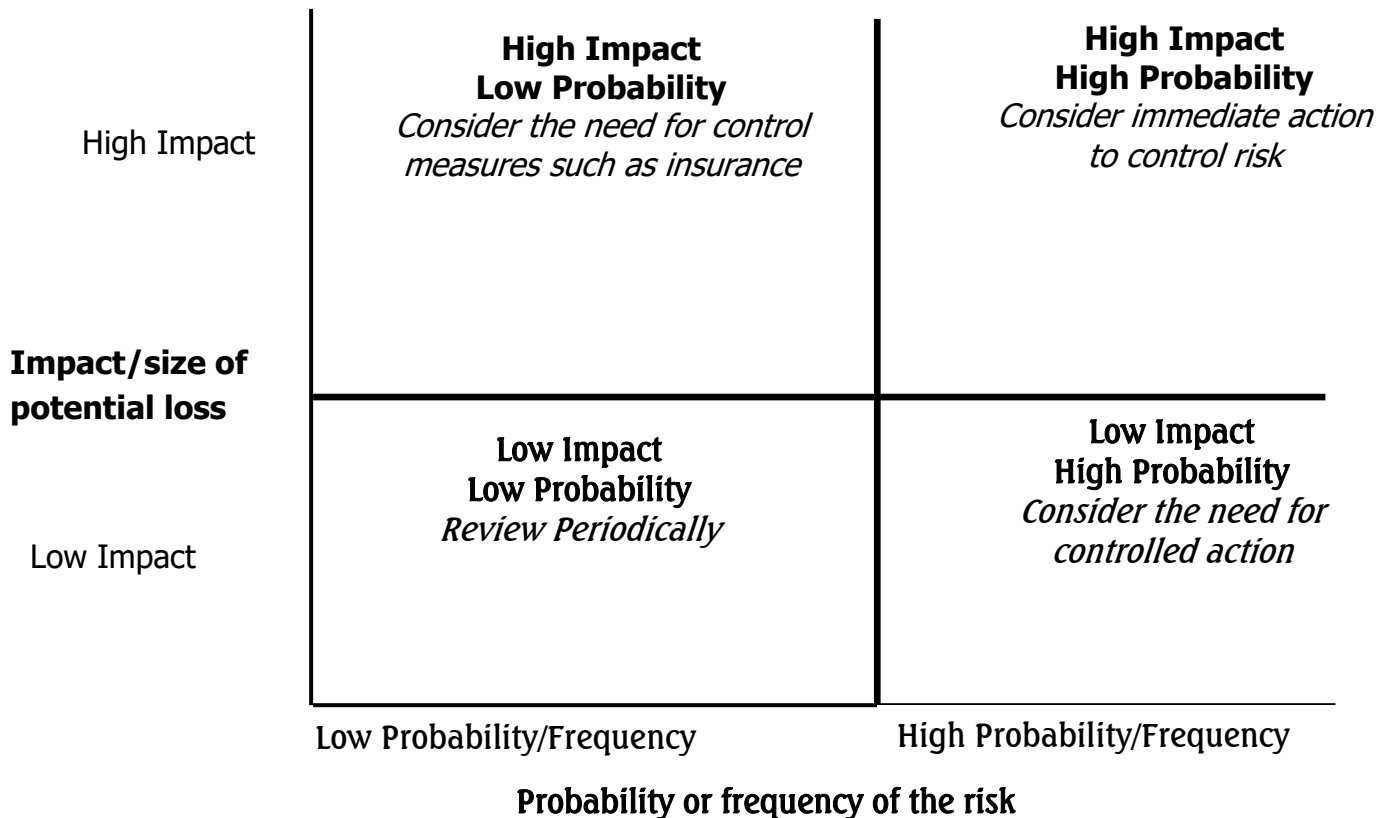 High Impact
Low Probability
Consider the need for control
measures such as insurance
High Impact
High Probability
Consider immediate action
to control risk
High Impact
Impact/size of
potential loss
Low Impact
Low Probability
Review Periodically
Low Impact
High Probability
Consider the need for
controlled action
Low Impact
Low Probability/Frequency
High Probability/Frequency
Probability or frequency of the risk